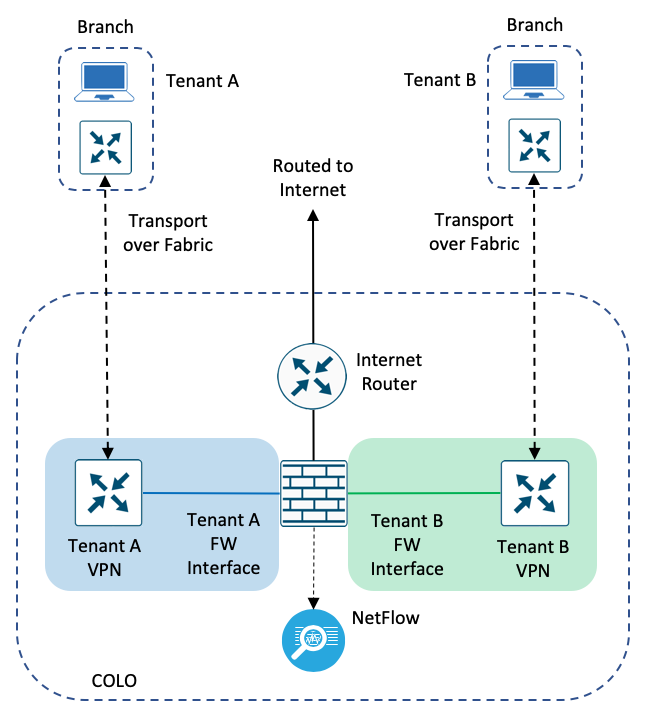 Branch
Branch
Tenant A
Tenant B
Routed to
Internet
Transport
over Fabric
Transport
over Fabric
Internet
Router
Tenant A
FW
Interface
Tenant B
FW
Interface
Tenant A
VPN
Tenant B
VPN
NetFlow
COLO